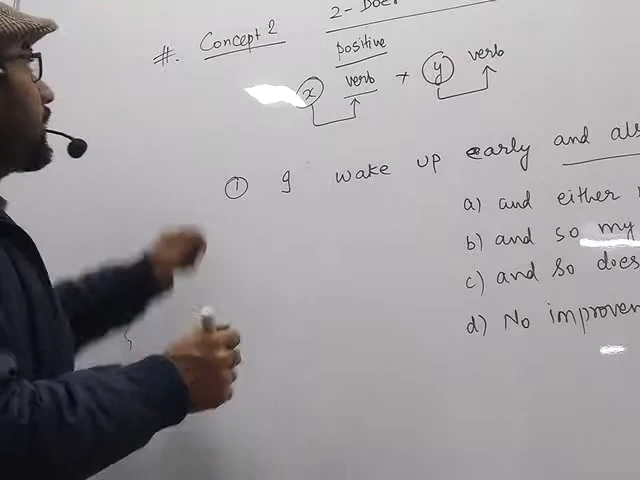 2- Doe
#. Concept 2
positive
x verb + y verb
① I wake up early and als
a) and either
b) and so my
c) and so does
d) No improvem